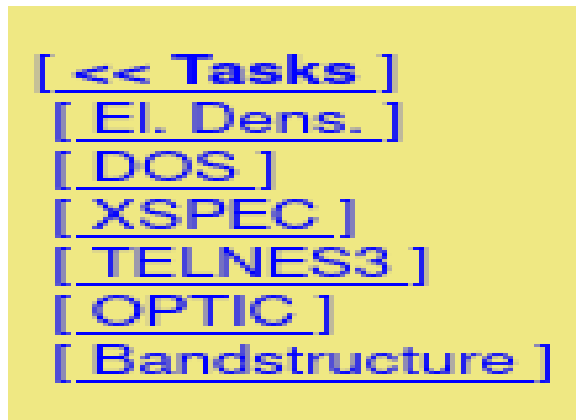 [ << Tasks ]
[ El. Dens. ]
[ DOS ]
[ XSPEC ]
[ TELNES3 ]
[ OPTIC ]
[ Bandstructure ]